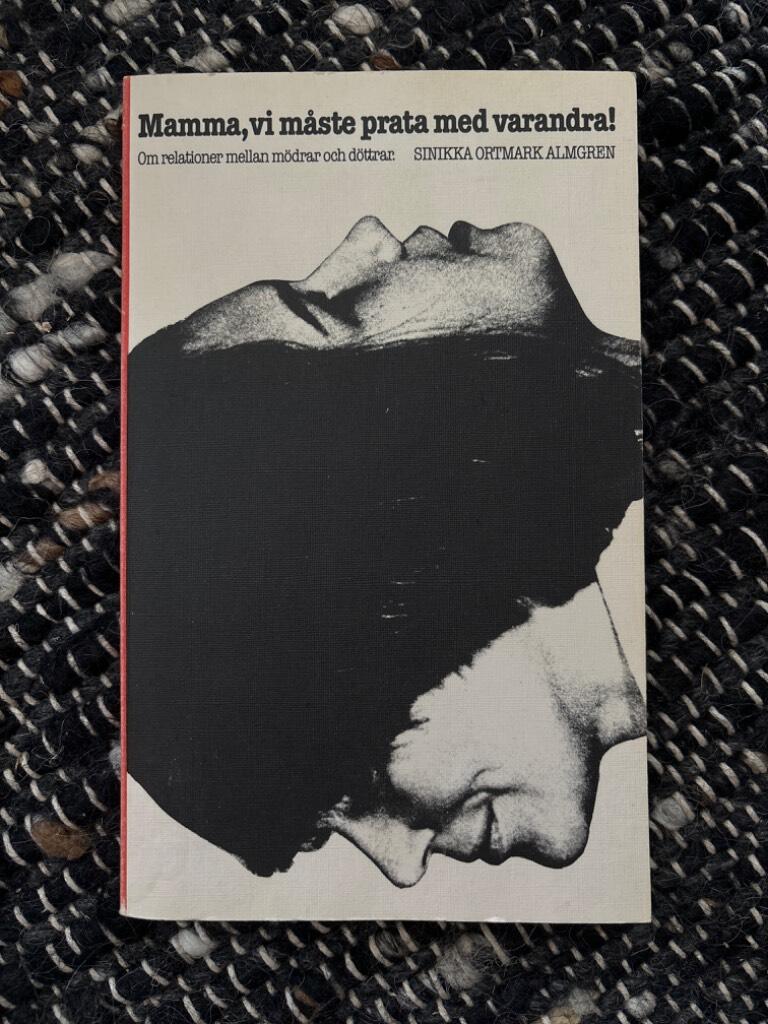 Mamma, vi måste prata med varandra!
Om relationer mellan mödrar och döttrar. SINIKKA ORTMARK ALMGREN